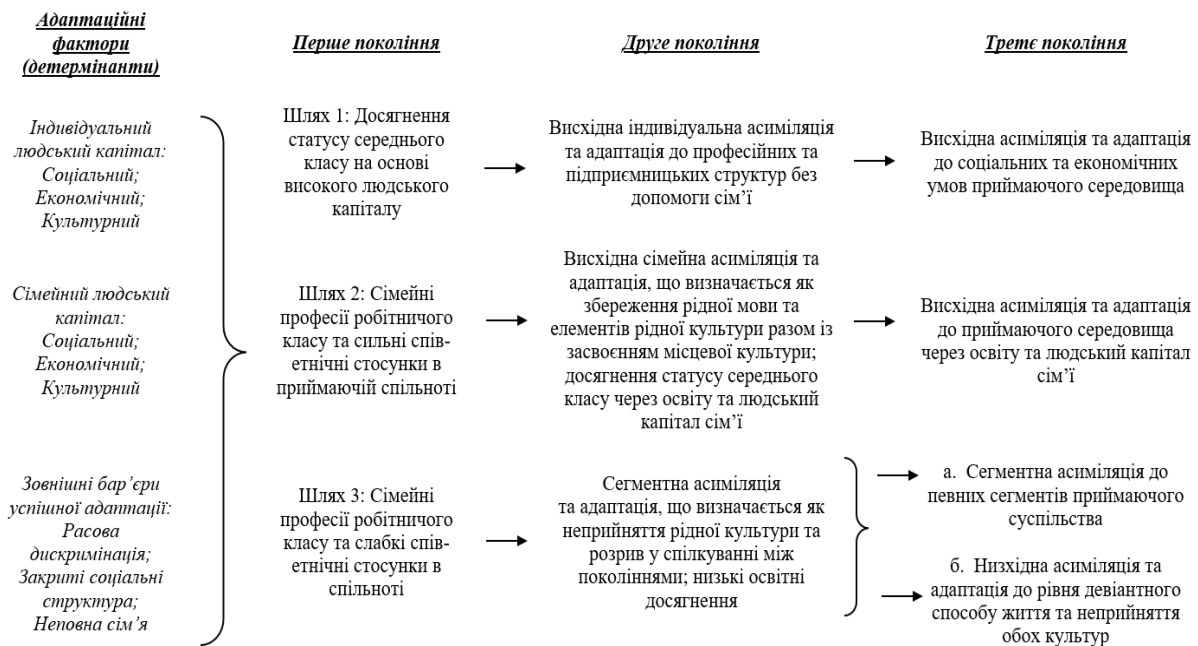 Адаптаційні
фактори
(детермінанти)
Перше покоління
Друге покоління
Третє покоління
Індивідуальний
людський капітал:
Соціальний;
Економічний;
Культурний
Шлях 1: Досягнення
статусу середнього
класу на основі
високого людського
капіталу
Висхідна індивідуальна асиміляція
та адаптація до професійних та
підприємницьких структур без
допомоги сім’ї
Висхідна асиміляція та адаптація
до соціальних та економічних
умов приймаючого середовища
Сімейний людський
капітал:
Соціальний;
Економічний;
Культурний
Шлях 2: Сімейні
професії робітничого
класу та сильні спів-
етнічні стосунки в
приймаючій спільноті
Висхідна сімейна асиміляція та
адаптація, що визначається як
збереження рідної мови та
елементів рідної культури разом із
засвоєнням місцевої культури;
досягнення статусу середнього
класу через освіту та людський
капітал сім’ї
Висхідна асиміляція та адаптація
до приймаючого середовища
через освіту та людський капітал
сім’ї
Зовнішні бар’єри
успішної адаптації:
Расова
дискримінація;
Закриті соціальні
структура;
Неповна сім’я
Шлях 3: Сімейні
професії робітничого
класу та слабкі спів-
етнічні стосунки в
спільноті
Сегментна асиміляція
та адаптація, що визначається як
неприйняття рідної культури та
розрив у спілкуванні між
поколіннями; низькі освітні
досягнення
а. Сегментна асиміляція до
певних сегментів приймаючого
суспільства
б. Низхідна асиміляція та
адаптація до рівня девіантного
способу життя та неприйняття
обох культур